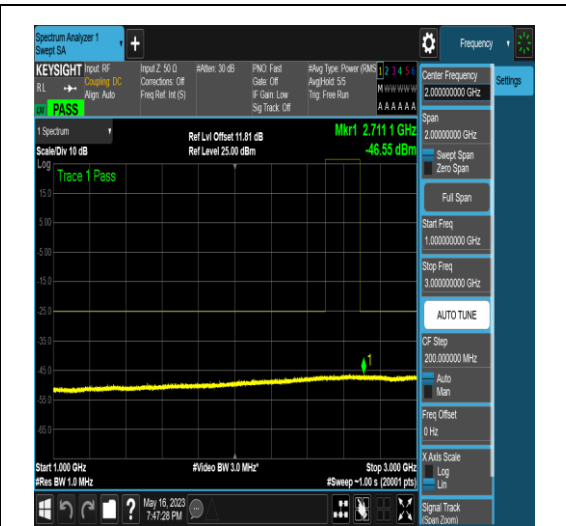 Spectrum Analyzer 1
Swept SA
Frequency
KEYSIGHT
RL
PASS
Input: RF
Coupling: DC
Align: Auto
Input Z: 50 Ω
Corrections: Off
Freq Ref: Int (S)
#Atten: 30 dB
PNO: Fast
Gate: Off
IF Gain: Low
Sig Track: Off
#Avg Type: Power (RMS
Avg|Hold: 5/5
Trig: Free Run
1 2 3 4 5 6
M W W W W W
A A A A A A
1 Spectrum
Scale/Div 10 dB
Ref Lvl Offset 11.81 dB
Ref Level 25.00 dBm
Mkr1 2.711 1 GHz
-46.55 dBm
Log
Trace 1 Pass
15.0
5.00
-5.00
-15.0
-25.0
-35.0
-45.0
-55.0
-65.0
1
Start 1.000 GHz
#Res BW 1.0 MHz
#Video BW 3.0 MHz*
Stop 3.000 GHz
#Sweep ~1.00 s (20001 pts)
May 16, 2023
7:47:28 PM
Settings
Center Frequency
2.000000000 GHz
Span
2.00000000 GHz
Swept Span
Zero Span
Full Span
Start Freq
1.000000000 GHz
Stop Freq
3.000000000 GHz
AUTO TUNE
CF Step
200.000000 MHz
Auto
Man
Freq Offset
0 Hz
X Axis Scale
Log
Lin
Signal Track
(Span Zoom)